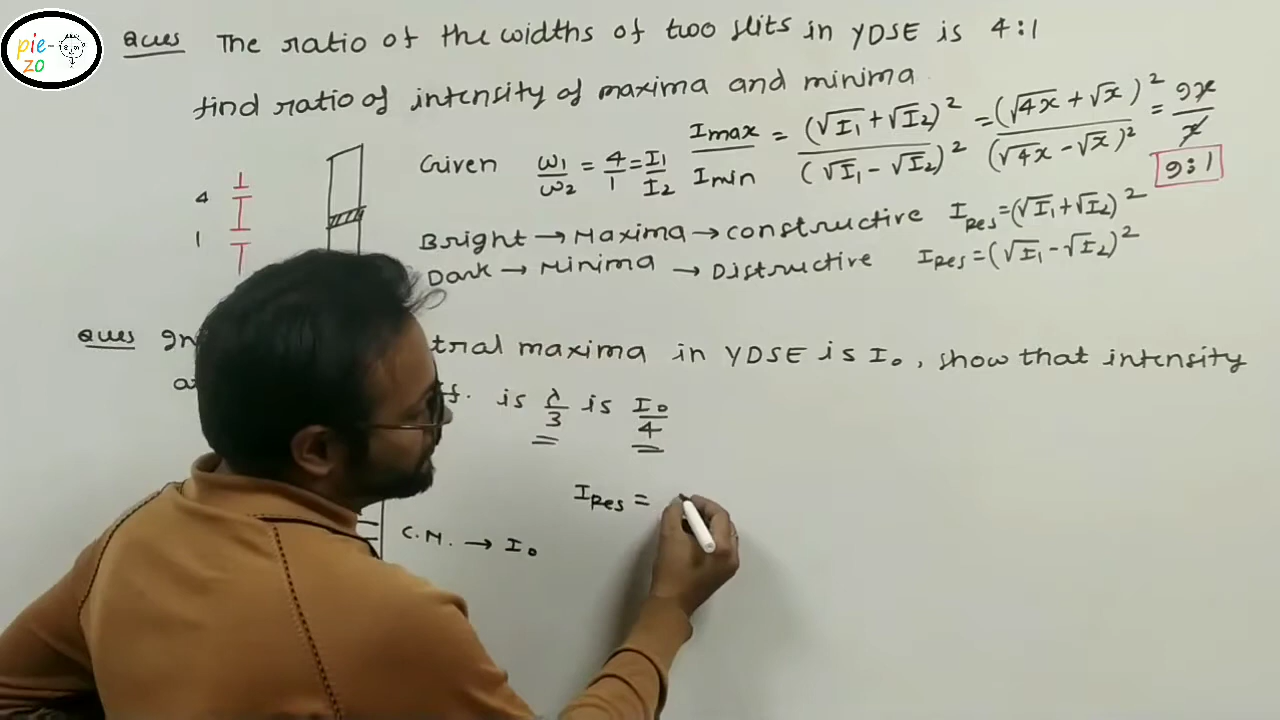 pie-
zo
Ques The ratio of the widths of two slits in YDSE is 4:1
find ratio of intensity of maxima and minima
Given ω1/ω2 = 4/1 = I1/I2 Imax/Imin = (√I1 + √I2)²/(√I1 - √I2)² = (√4x + √x)²/(√4x - √x)² = 9x/x
9:1
4
1
Bright → Maxima → constructive IRes = (√I1 + √I2)²
Dark → Minima → Distructive IRes = (√I1 - √I2)²
Ques maxima in YDSE is I0, show that intensity
is λ/3 is I0/4
IRes =
C.M. → I0